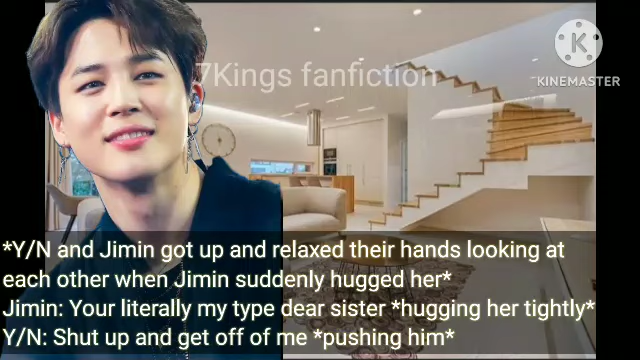 7Kings fanfiction
K
KINEMASTER
*Y/N and Jimin got up and relaxed their hands looking at
each other when Jimin suddenly hugged her*
Jimin: Your literally my type dear sister *hugging her tightly*
Y/N: Shut up and get off of me *pushing him*